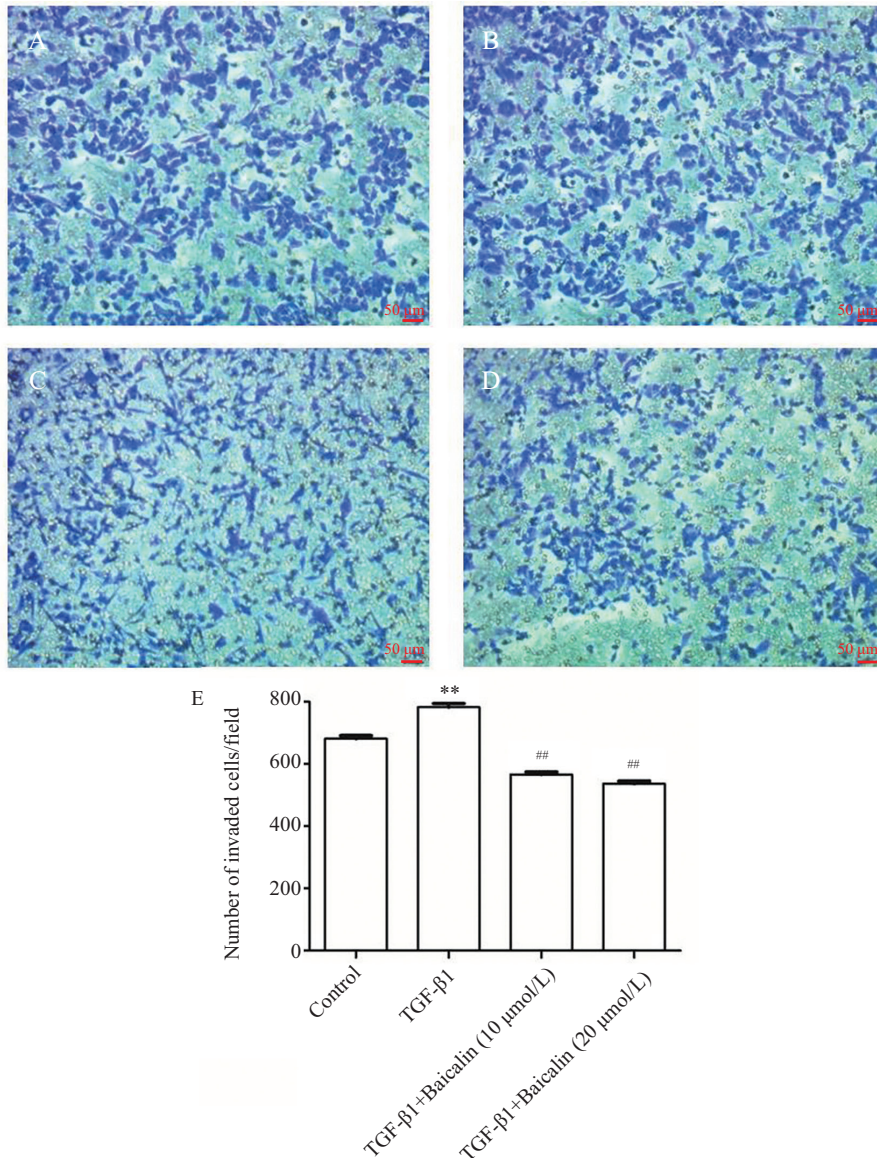 A
B
50 μm
50 μm
C
D
50 μm
50 μm
E
800
600
400
200
0
Number of invaded cells/field
**
##
##
Control
TGF-β1
TGF-β1+Baicalin (10 μmol/L)
TGF-β1+Baicalin (20 μmol/L)